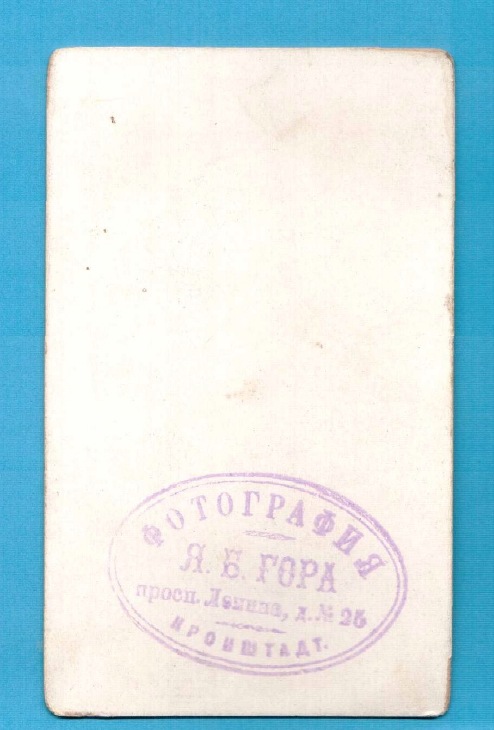 ФОТОГРАФИЯ
Я. Б. ГОРА
просп. Ленина, д. № 25
КРОНШТАДТ.